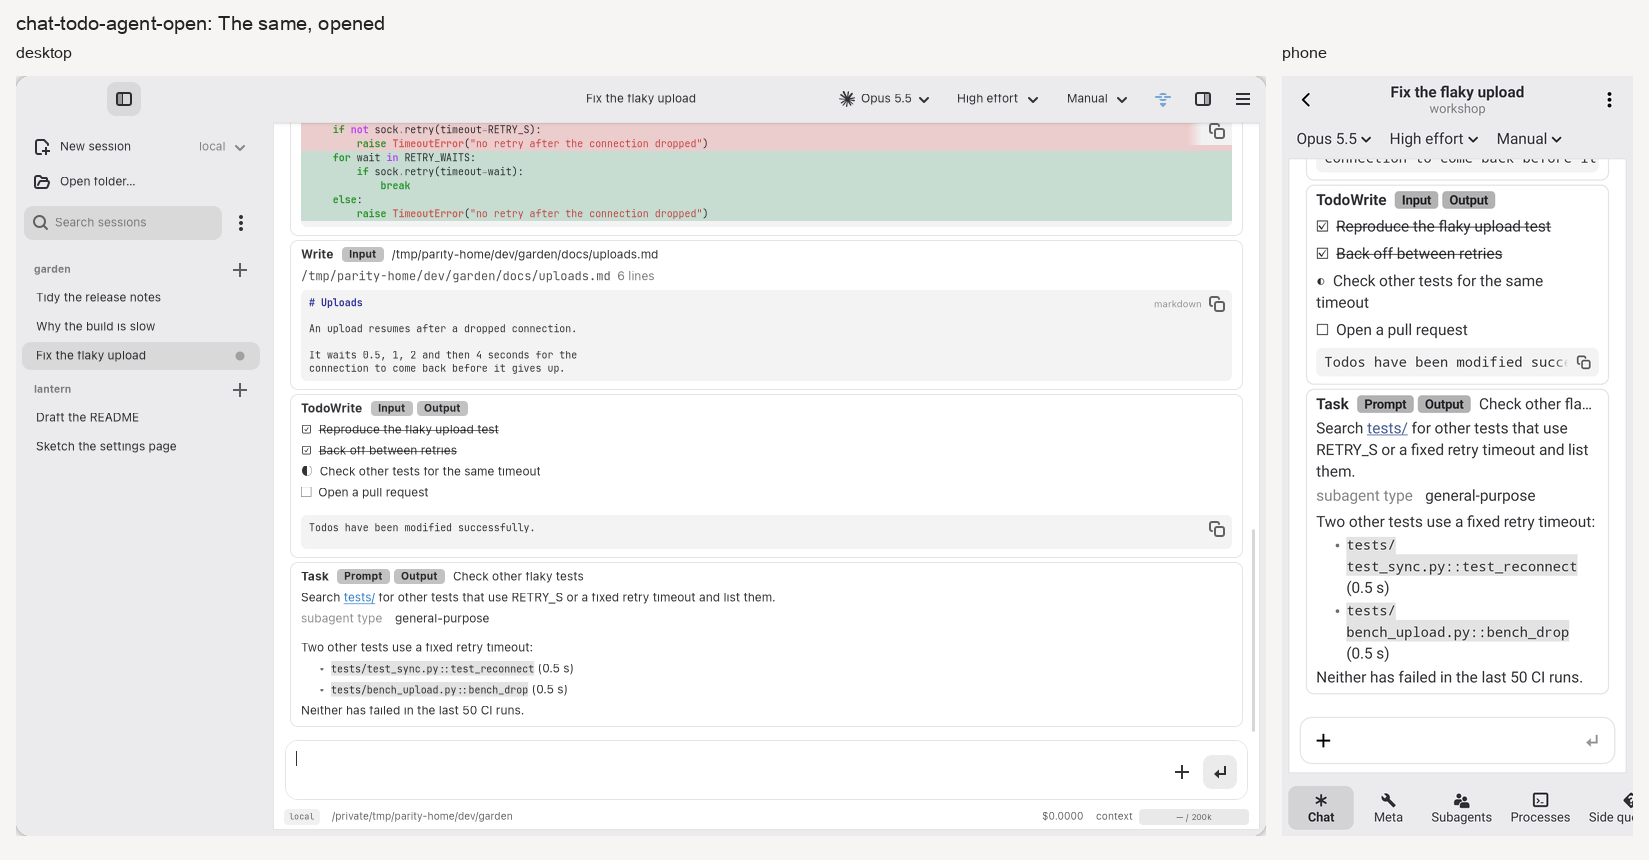 chat-todo-agent-open: The same, opened
desktop
Fix the flaky upload
Opus 5.5
High effort
Manual
New session
local
Open folder...
Search sessions
garden
Tidy the release notes
Why the build is slow
Fix the flaky upload
lantern
Draft the README
Sketch the settings page
if not sock.retry(timeout=RETRY_S):
raise TimeoutError("no retry after the connection dropped")
for wait in RETRY_WAITS:
if sock.retry(timeout=wait):
break
else:
raise TimeoutError("no retry after the connection dropped")
Write Input /tmp/parity-home/dev/garden/docs/uploads.md
/tmp/parity-home/dev/garden/docs/uploads.md 6 lines
# Uploads
markdown
An upload resumes after a dropped connection.
It waits 0.5, 1, 2 and then 4 seconds for the
connection to come back before it gives up.
TodoWrite Input Output
Reproduce the flaky upload test
Back off between retries
Check other tests for the same timeout
Open a pull request
Todos have been modified successfully.
Task Prompt Output Check other flaky tests
Search tests/ for other tests that use RETRY_S or a fixed retry timeout and list them.
subagent type general-purpose
Two other tests use a fixed retry timeout:
• tests/test_sync.py::test_reconnect (0.5 s)
• tests/bench_upload.py::bench_drop (0.5 s)
Neither has failed in the last 50 CI runs.
local /private/tmp/parity-home/dev/garden
$0.0000 context — / 200k
phone
Fix the flaky upload
workshop
Opus 5.5 High effort Manual
connection to come back before it
TodoWrite Input Output
Reproduce the flaky upload test
Back off between retries
Check other tests for the same
timeout
Open a pull request
Todos have been modified succe
Task Prompt Output Check other fla...
Search tests/ for other tests that use
RETRY_S or a fixed retry timeout and list
them.
subagent type general-purpose
Two other tests use a fixed retry timeout:
• tests/
test_sync.py::test_reconnect
(0.5 s)
• tests/
bench_upload.py::bench_drop
(0.5 s)
Neither has failed in the last 50 CI runs.
Chat
Meta
Subagents
Processes
Side qu